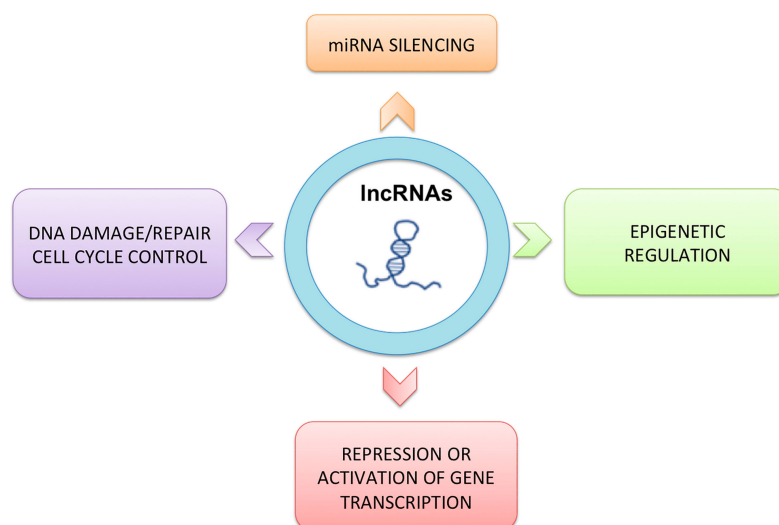 miRNA SILENCING
lncRNAs
DNA DAMAGE/REPAIR
CELL CYCLE CONTROL
EPIGENETIC
REGULATION
REPRESSION OR
ACTIVATION OF GENE
TRANSCRIPTION